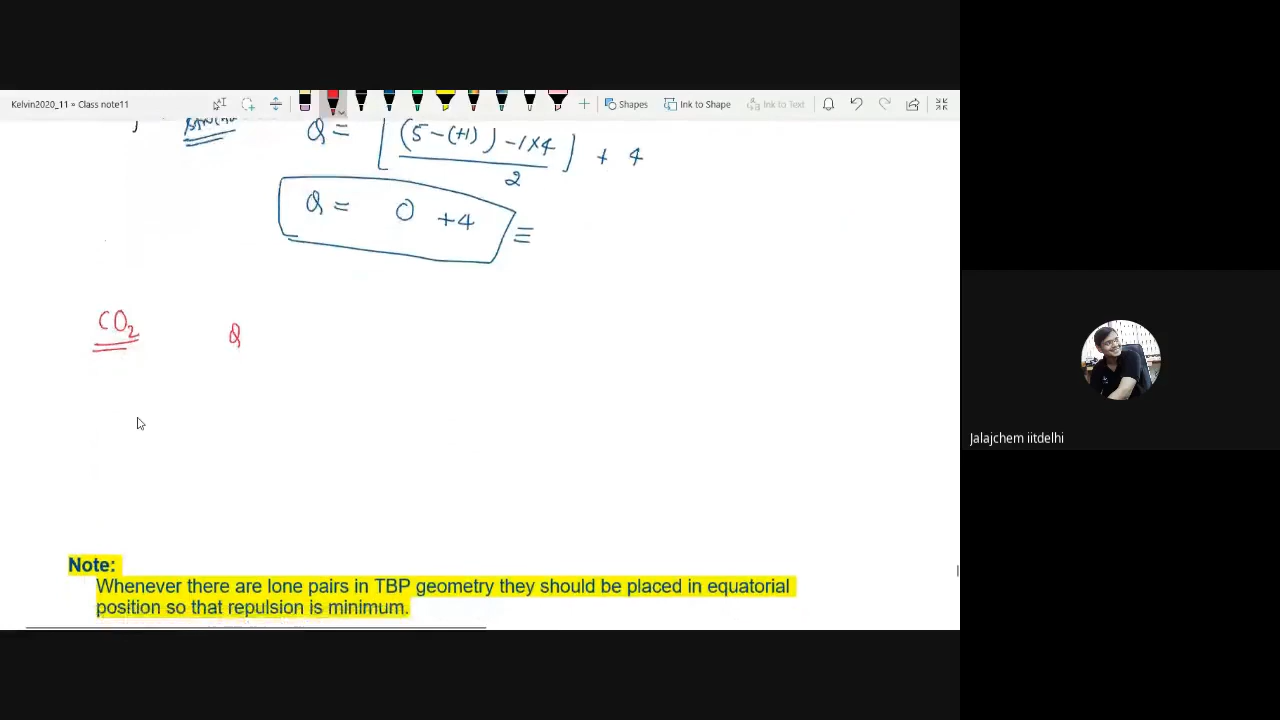 Kelvin2020_11 » Class note11
Shapes
Ink to Shape
Ink to Text
Q = [ (5-(+1)) -1×4 / 2 ] + 4
Q = 0 +4 ≡
CO2 Q
Jalajchem iitdelhi
Note:
Whenever there are lone pairs in TBP geometry they should be placed in equatorial
position so that repulsion is minimum.